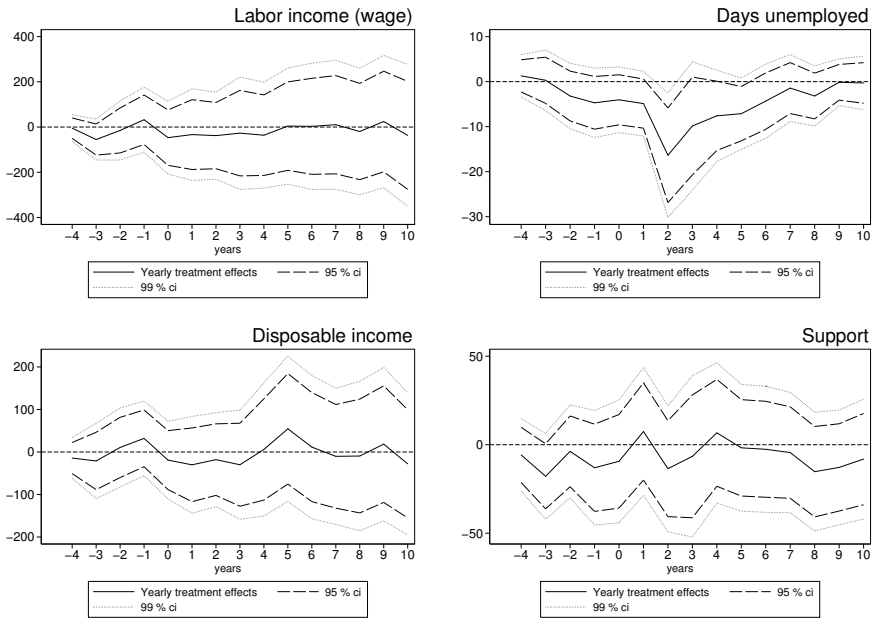 Labor income (wage)
400
200
0
−200
−400
−4 −3 −2 −1 0 1 2 3 4 5 6 7 8 9 10
years
Yearly treatment effects 95 % ci
99 % ci
Days unemployed
10
0
−10
−20
−30
−4 −3 −2 −1 0 1 2 3 4 5 6 7 8 9 10
years
Yearly treatment effects 95 % ci
99 % ci
Disposable income
200
100
0
−100
−200
−4 −3 −2 −1 0 1 2 3 4 5 6 7 8 9 10
years
Yearly treatment effects 95 % ci
99 % ci
Support
50
0
−50
−4 −3 −2 −1 0 1 2 3 4 5 6 7 8 9 10
years
Yearly treatment effects 95 % ci
99 % ci